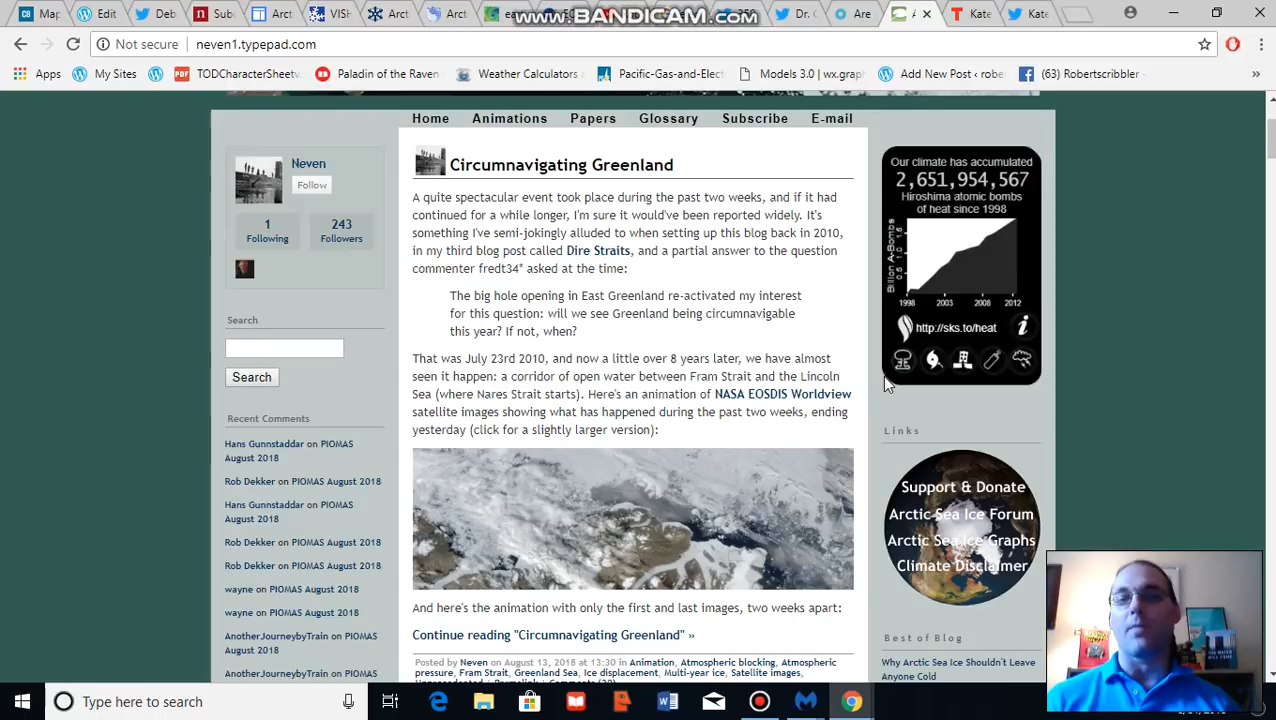 www.BANDICAM.com
Map
Deb
Sub
Arct
VISH
Arct
Dr. C
Are
A
Kate
Kate
Not secure
neven1.typepad.com
Apps
My Sites
TODCharacterSheetv
Paladin of the Raven
Weather Calculators
Pacific-Gas-and-Elect
Models 3.0 | wx.grap
Add New Post ‹ robe
(63) Robertscribbler
Home
Animations
Papers
Glossary
Subscribe
E-mail
Neven
Follow
1
Following
243
Followers
Search
Search
Recent Comments
Hans Gunnstaddar on PIOMAS
August 2018
Rob Dekker on PIOMAS August 2018
Hans Gunnstaddar on PIOMAS
August 2018
Rob Dekker on PIOMAS August 2018
Rob Dekker on PIOMAS August 2018
wayne on PIOMAS August 2018
wayne on PIOMAS August 2018
AnotherJourneybyTrain on PIOMAS
August 2018
AnotherJourneybyTrain on PIOMAS
Circumnavigating Greenland
A quite spectacular event took place during the past two weeks, and if it had
continued for a while longer, I'm sure it would've been reported widely. It's
something I've semi-jokingly alluded to when setting up this blog back in 2010,
in my third blog post called Dire Straits, and a partial answer to the question
commenter fredt34* asked at the time:
The big hole opening in East Greenland re-activated my interest
for this question: will we see Greenland being circumnavigable
this year? If not, when?
That was July 23rd 2010, and now a little over 8 years later, we have almost
seen it happen: a corridor of open water between Fram Strait and the Lincoln
Sea (where Nares Strait starts). Here's an animation of NASA EOSDIS Worldview
satellite images showing what has happened during the past two weeks, ending
yesterday (click for a slightly larger version):
And here's the animation with only the first and last images, two weeks apart:
Continue reading "Circumnavigating Greenland" »
Posted by Neven on August 13, 2018 at 13:30 in Animation, Atmospheric blocking, Atmospheric
pressure, Fram Strait, Greenland Sea, Ice displacement, Multi-year ice, Satellite images,
Our climate has accumulated
2,651,954,567
Hiroshima atomic bombs
of heat since 1998
Billion A-Bombs
1.5
1.0
0.5
1998 2003 2008 2012
http://sks.to/heat
Links
Support & Donate
Arctic Sea Ice Forum
Arctic Sea Ice Graphs
Climate Disclaimer
Best of Blog
Why Arctic Sea Ice Shouldn't Leave
Anyone Cold
Type here to search